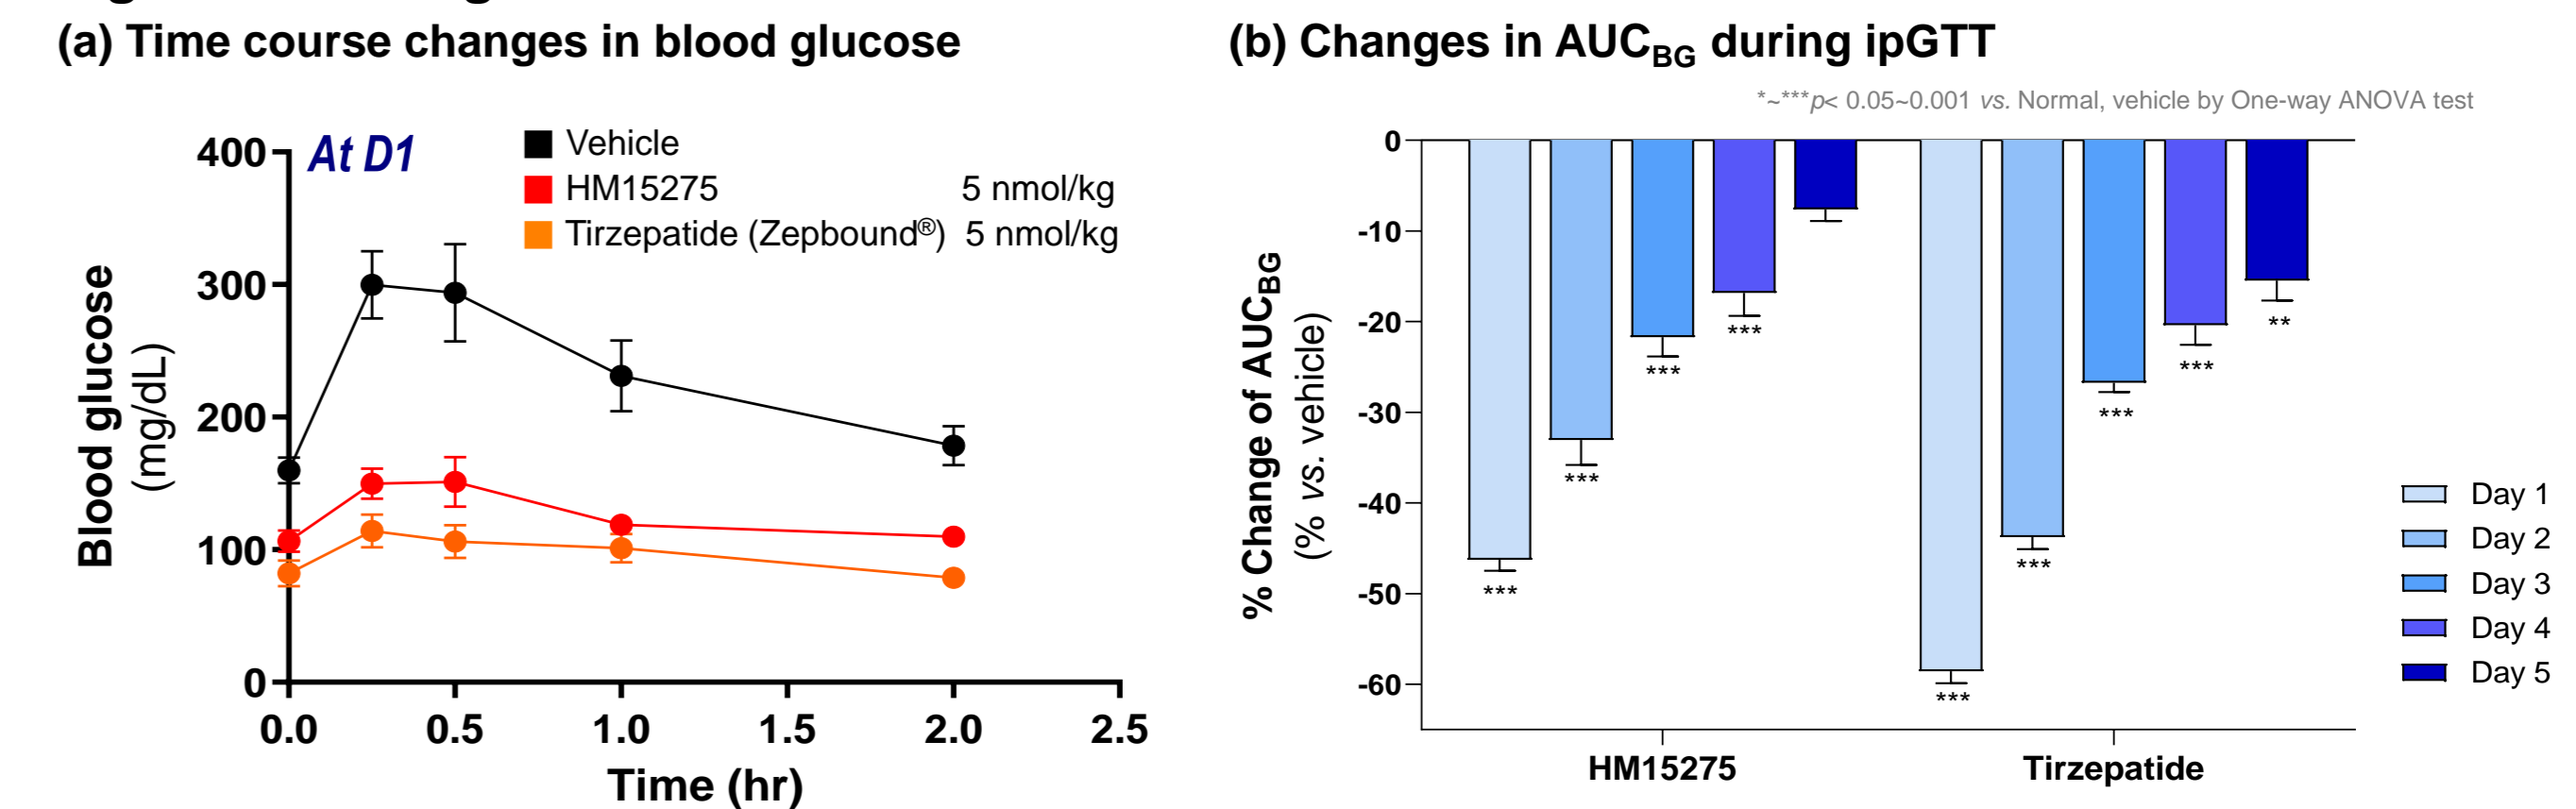 (a) Time course changes in blood glucose
At D1
Vehicle
HM15275 5 nmol/kg
Tirzepatide (Zepbound®) 5 nmol/kg
Blood glucose
(mg/dL)
400
300
200
100
0
0.0 0.5 1.0 1.5 2.0 2.5
Time (hr)
(b) Changes in AUCBG during ipGTT
*~***p< 0.05~0.001 vs. Normal, vehicle by One-way ANOVA test
% Change of AUCBG
(% vs. vehicle)
0
-10
-20
-30
-40
-50
-60
***
***
***
***
***
***
***
***
**
HM15275 Tirzepatide
Day 1
Day 2
Day 3
Day 4
Day 5